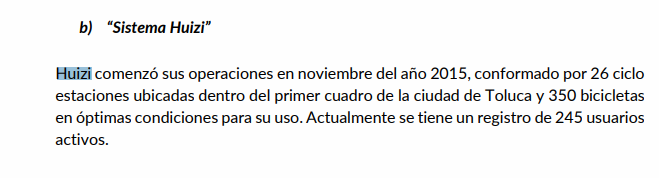 b) “Sistema Huizi”
Huizi comenzó sus operaciones en noviembre del año 2015, conformado por 26 ciclo
estaciones ubicadas dentro del primer cuadro de la ciudad de Toluca y 350 bicicletas
en óptimas condiciones para su uso. Actualmente se tiene un registro de 245 usuarios
activos.